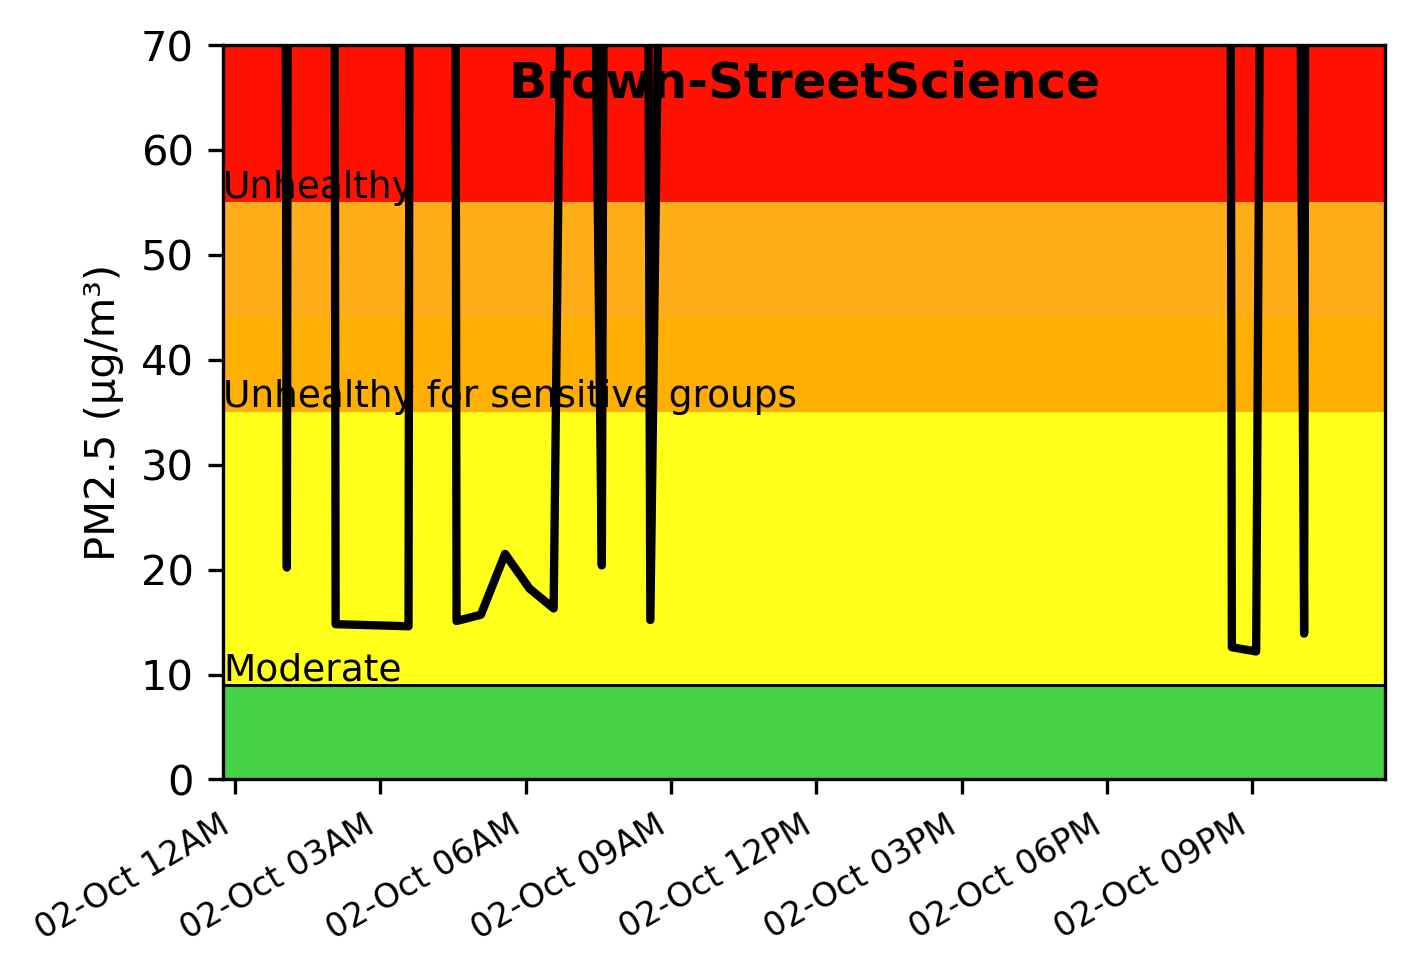 Brown-StreetScience
PM2.5 (µg/m³)
70
60
50
40
30
20
10
0
Unhealthy
Unhealthy for sensitive groups
Moderate
02-Oct 12AM
02-Oct 03AM
02-Oct 06AM
02-Oct 09AM
02-Oct 12PM
02-Oct 03PM
02-Oct 06PM
02-Oct 09PM